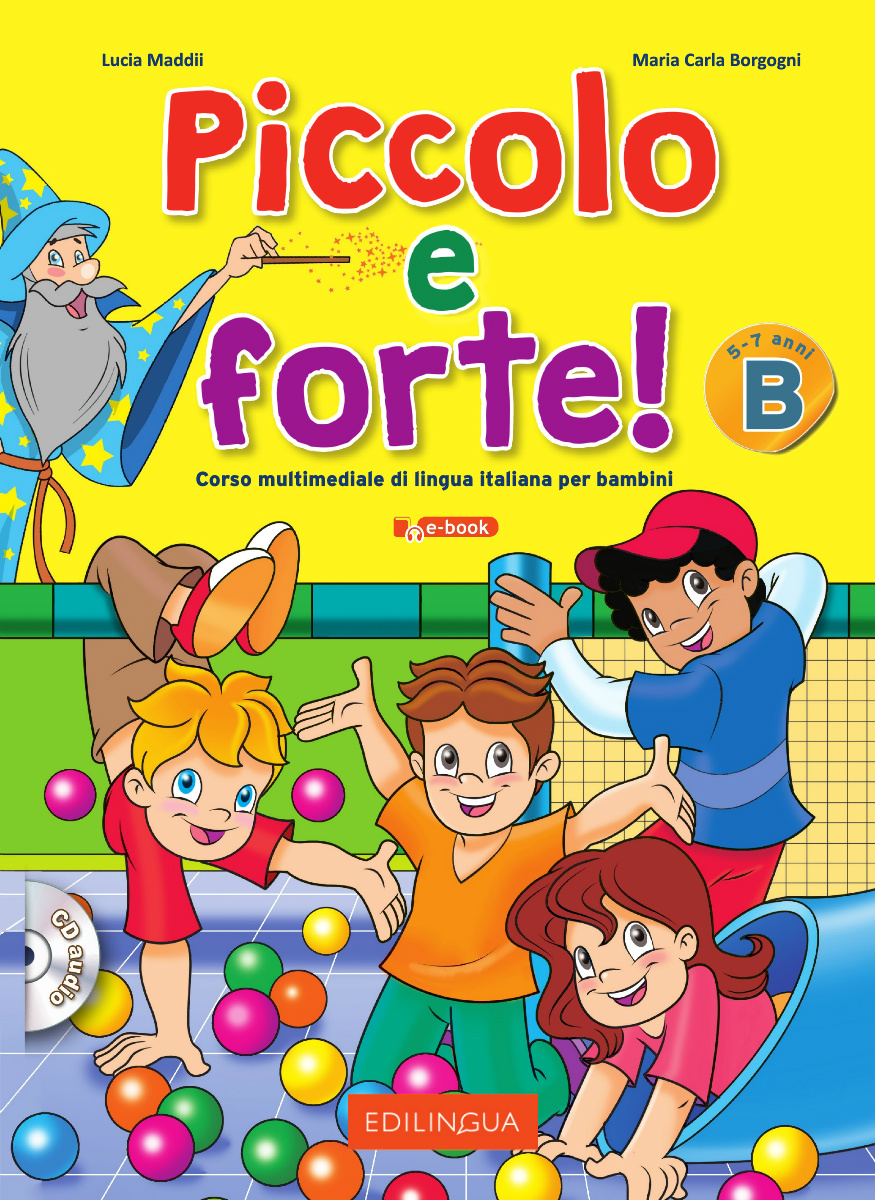 Lucia Maddii
Maria Carla Borgogni
Piccolo
e
forte!
5-7 anni
B
Corso multimediale di lingua italiana per bambini
e-book
CD audio
EDILINGUA